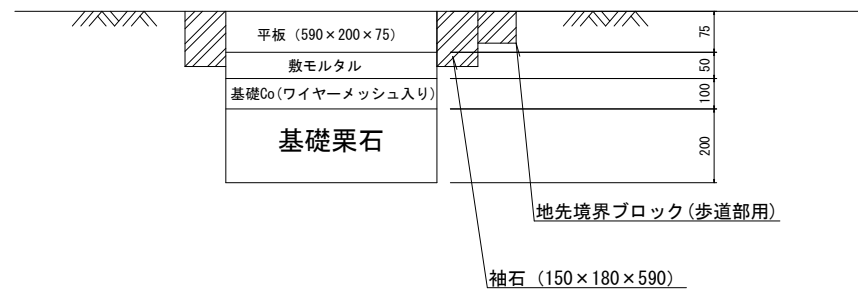 平板（590×200×75）
敷モルタル
基礎Co(ワイヤーメッシュ入り)
基礎栗石
75
50
100
200
地先境界ブロック(歩道部用)
袖石（150×180×590）